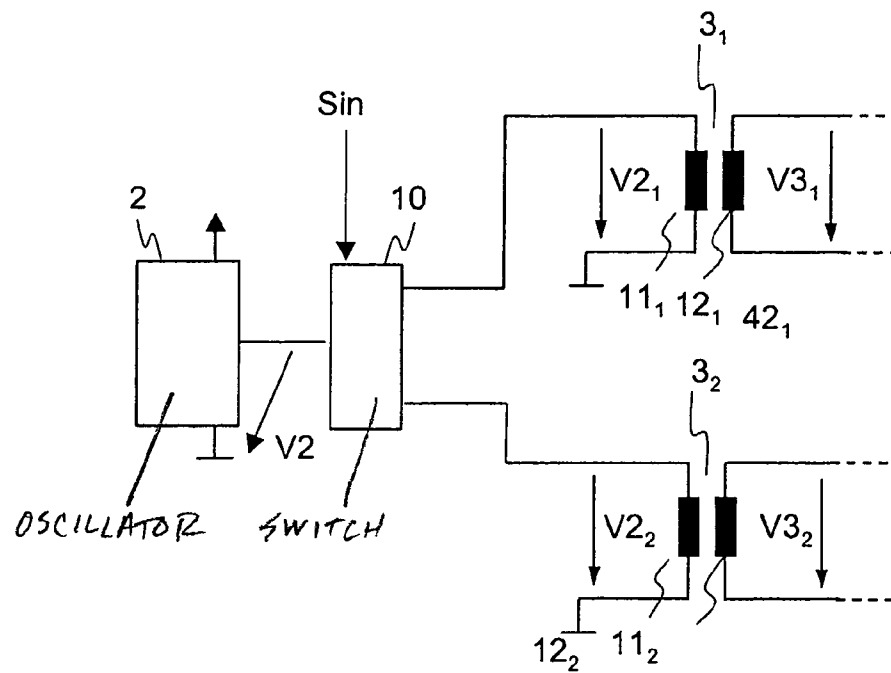 3₁
Sin
2
10
V2₁
V3₁
11₁ 12₁ 42₁
V2
3₂
OSCILLATOR
SWITCH
V2₂
V3₂
12₂
11₂